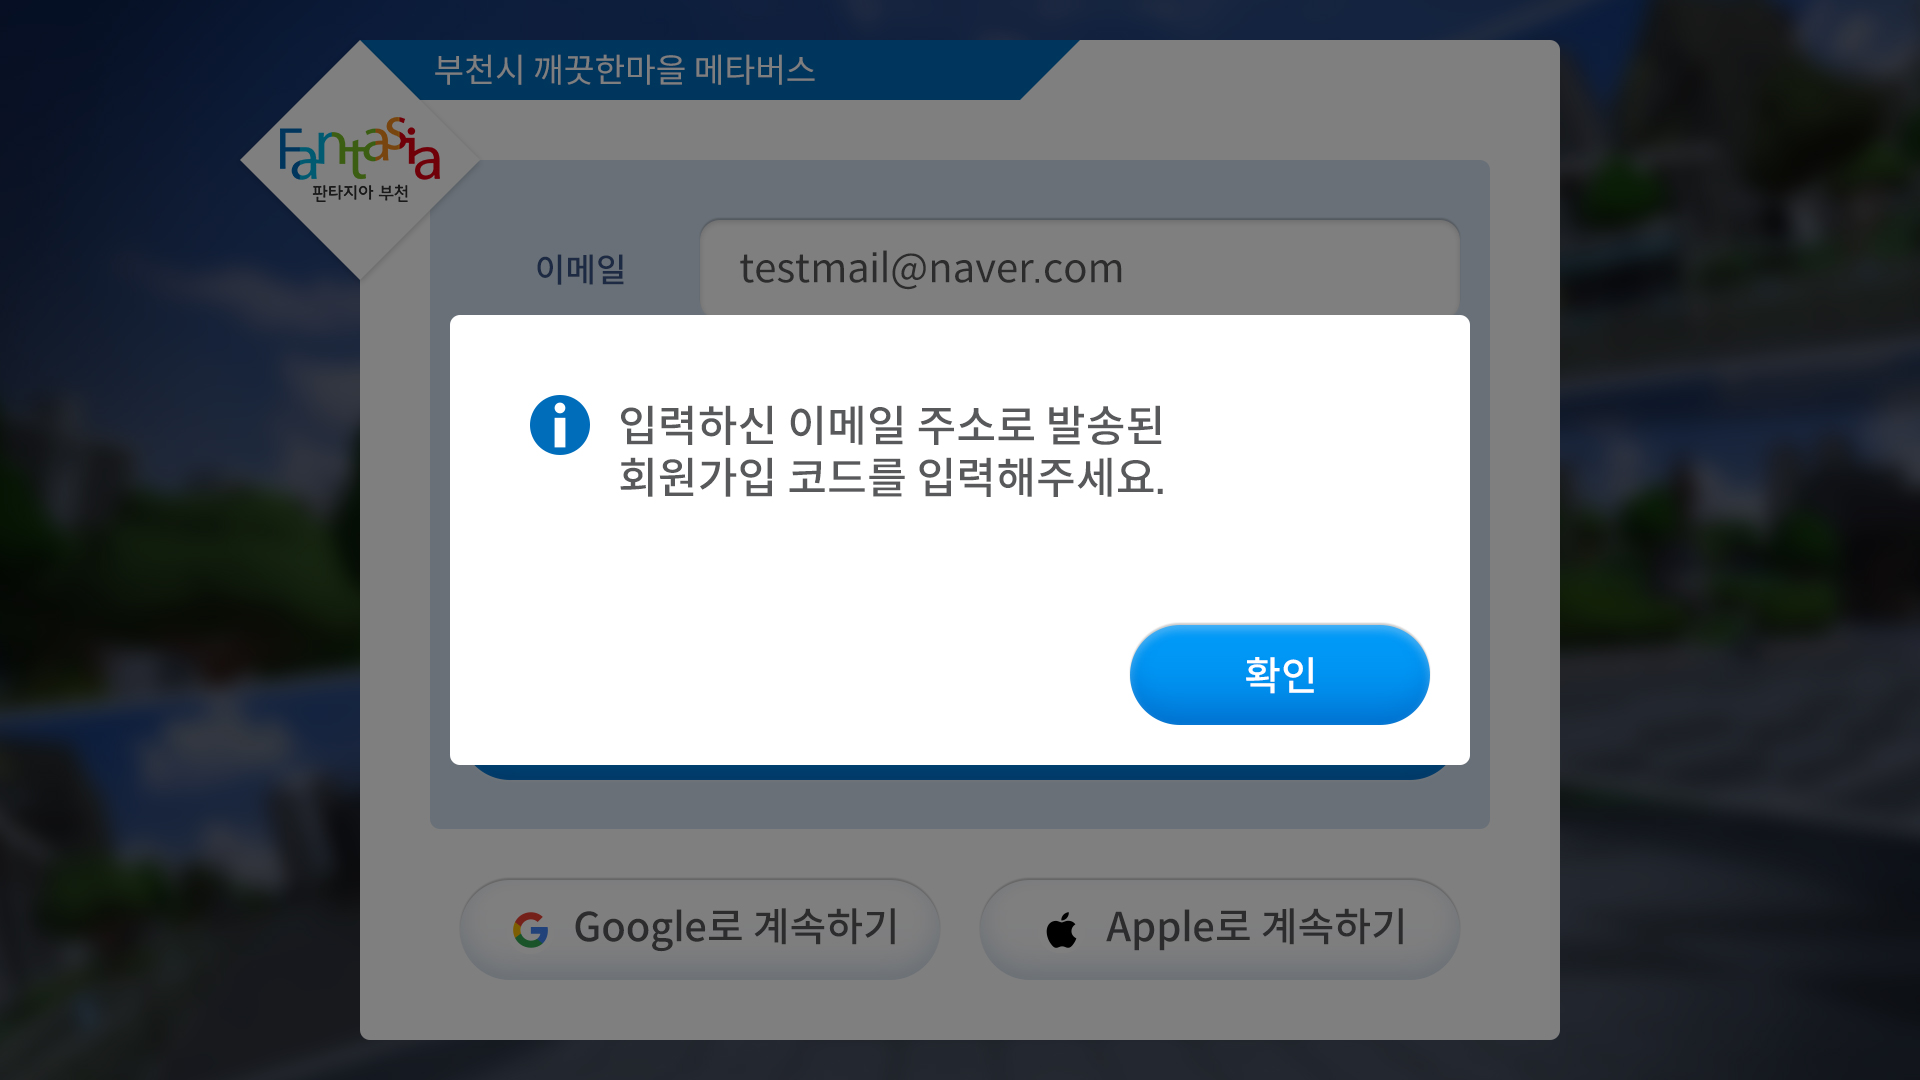 부천시 깨끗한마을 메타버스
Fantasia
판타지아 부천
이메일
testmail@naver.com
입력하신 이메일 주소로 발송된
회원가입 코드를 입력해주세요.
확인
Google로 계속하기
Apple로 계속하기